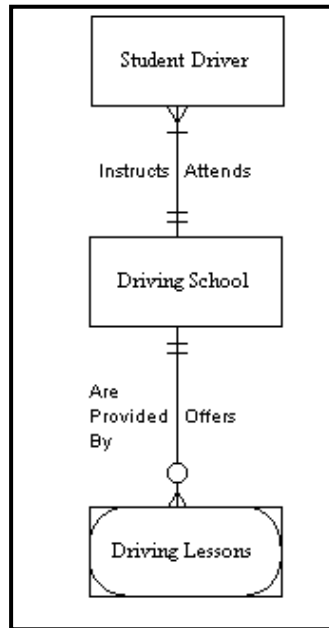 Student Driver
Instructs Attends
Driving School
Are
Provided Offers
By
Driving Lessons